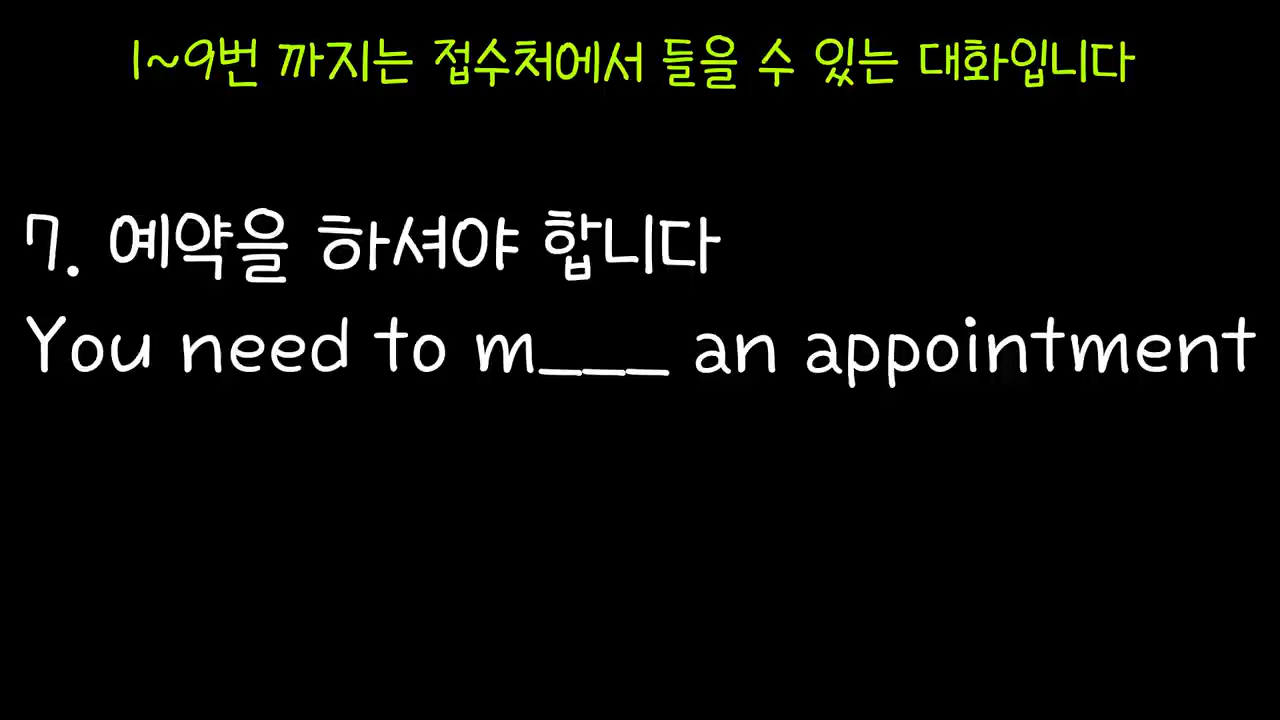 1~9번 까지는 접수처에서 들을 수 있는 대화입니다
7. 예약을 하셔야 합니다
You need to m___ an appointment